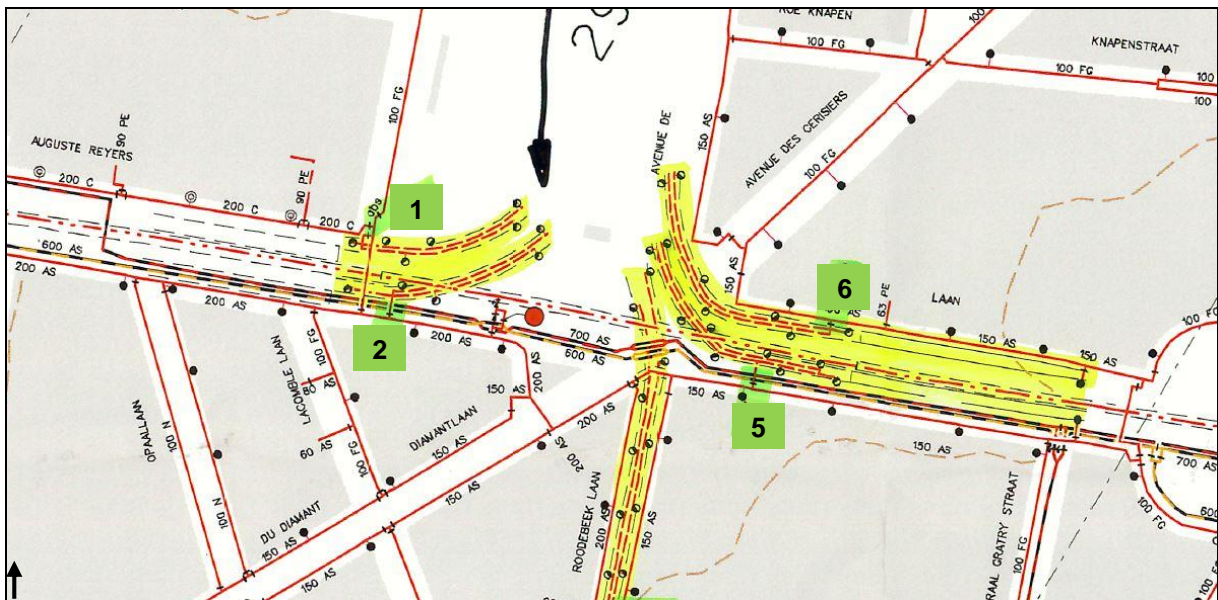 29
RUE KNAPEN
100
100 FG
KNAPENSTRAAT
100
100
100 FG
AVENUE DE
150 AS
AVENUE DES CERISIERS
100 FG
90 PE
AUGUSTE REYERS
200 C
200 C
90 PE
200 C
1
600 AS
200 AS
200 AS
2
200 AS
700 AS
600 AS
150 AS
6
63 PE
LAAN
150 AS
150 AS
100 FG
5
150 AS
150 AS
700 AS
600
100 FG
OPAALLAAN
100 N
100 N
LACOMBLE LAAN
100 FG
60 AS
100 FG
DIAMANTLAAN
150 AS
150 AS
200 AS
200 AS
200 AS
150 AS
DU DIAMANT
150 AS
ROODEBEEK LAAN
200 AS
150 AS
100 FG
GRATRY STRAAT
100 FG